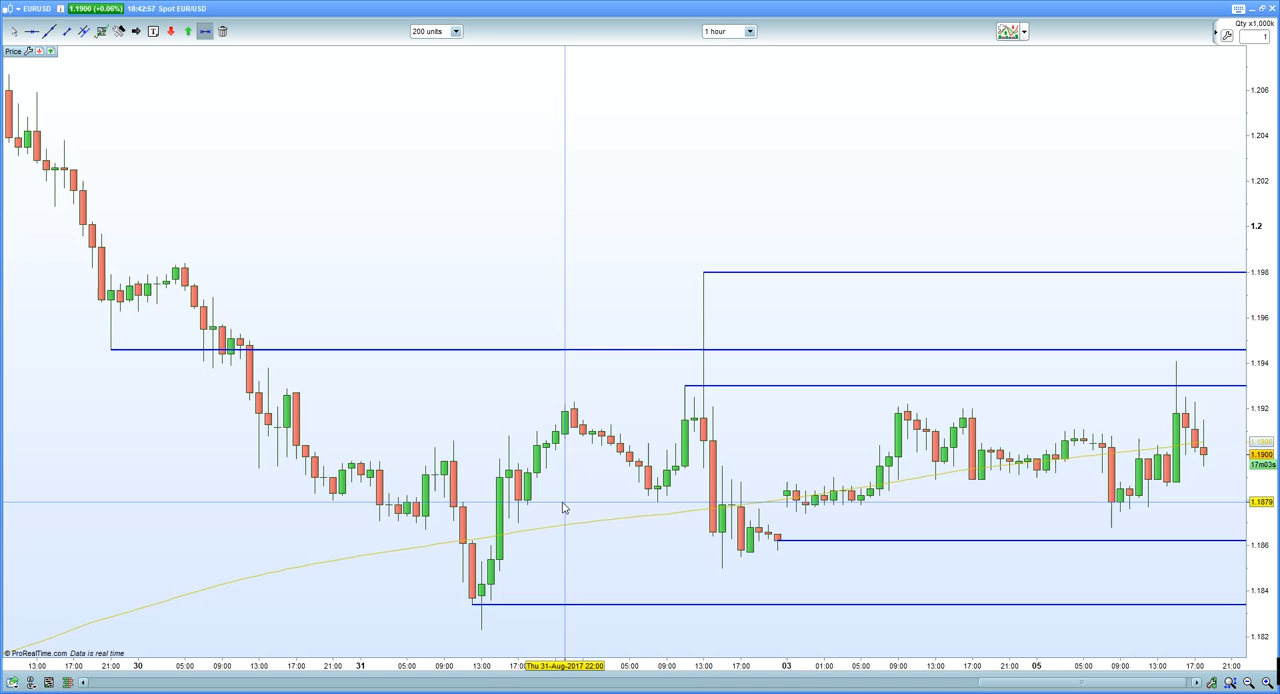 EURUSD 1.1900 (+0.06%) 18:42:57 Spot EUR/USD
200 units
1 hour
Qty x1,000k
1
Price
1.206
1.204
1.202
1.2
1.198
1.196
1.194
1.192
1.1906
1.1900
17m03s
1.1879
1.186
1.184
1.182
© ProRealTime.com Data is real time
13:00 17:00 21:00 30 05:00 09:00 13:00 17:00 21:00 31 05:00 09:00 13:00 17:00 Thu 31-Aug-2017 22:00 05:00 09:00 13:00 17:00 03 01:00 05:00 09:00 13:00 17:00 21:00 05 05:00 09:00 13:00 17:00 21:00